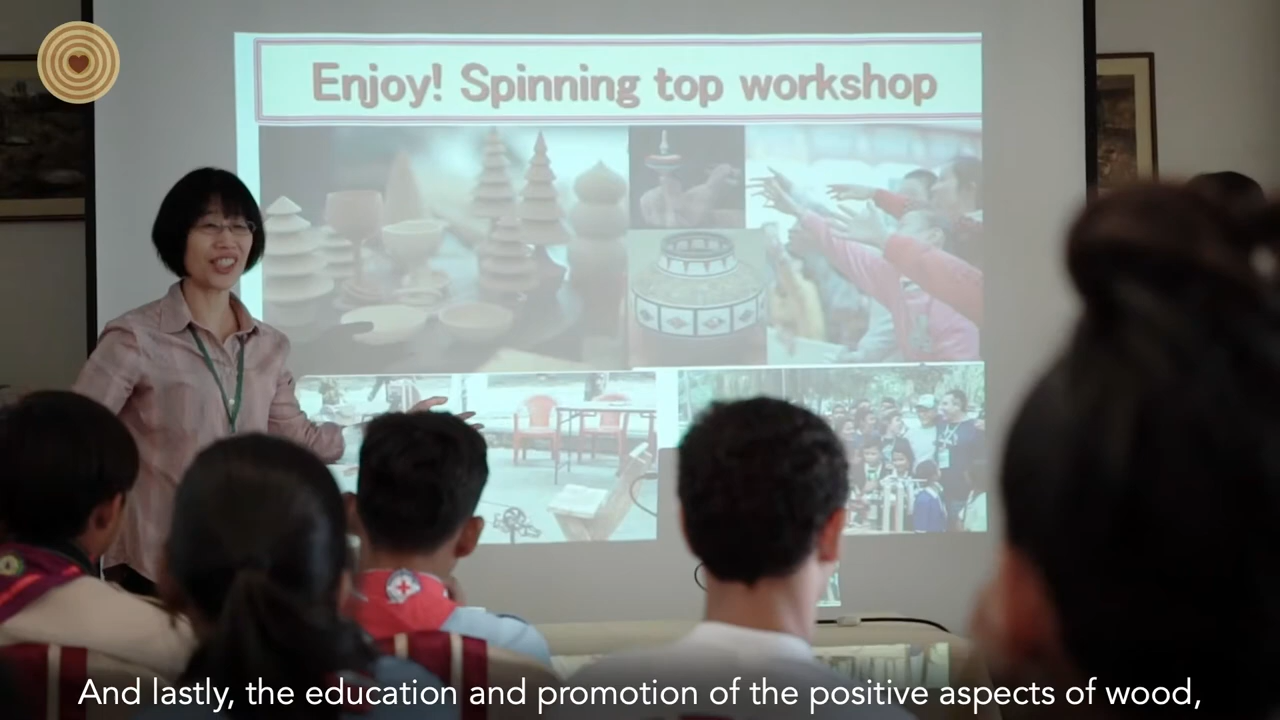 Enjoy! Spinning top workshop
And lastly, the education and promotion of the positive aspects of wood,